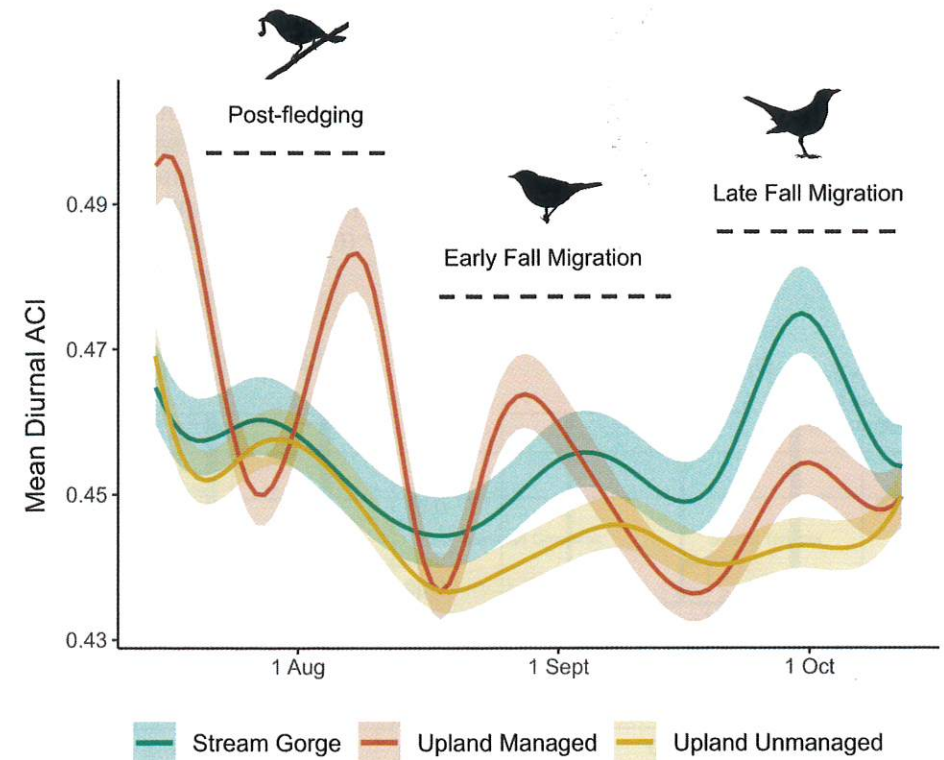 Post-fledging
Late Fall Migration
Early Fall Migration
Mean Diurnal ACI
0.49
0.47
0.45
0.43
1 Aug
1 Sept
1 Oct
Stream Gorge
Upland Managed
Upland Unmanaged